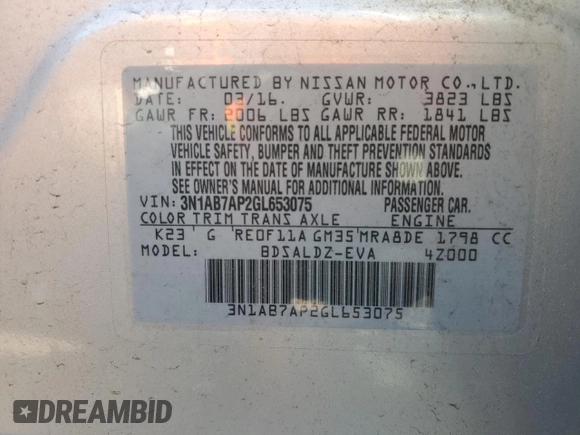 MANUFACTURED BY NISSAN MOTOR CO.,LTD.
DATE: 03/16. GVWR: 3823 LBS
GAWR FR: 2006 LBS GAWR RR: 1841 LBS
THIS VEHICLE CONFORMS TO ALL APPLICABLE FEDERAL MOTOR
VEHICLE SAFETY, BUMPER AND THEFT PREVENTION STANDARDS
IN EFFECT ON THE DATE OF MANUFACTURE SHOWN ABOVE.
SEE OWNER'S MANUAL FOR ADDITIONAL INFORMATION
VIN: 3N1AB7AP2GL653075 PASSENGER CAR.
COLOR TRIM TRANS AXLE ENGINE
K23 G RE0F11A GM35 MRA8DE 1798 CC
MODEL: BDSALDZ-EVA 4Z000
3N1AB7AP2GL653075
DREAMBID